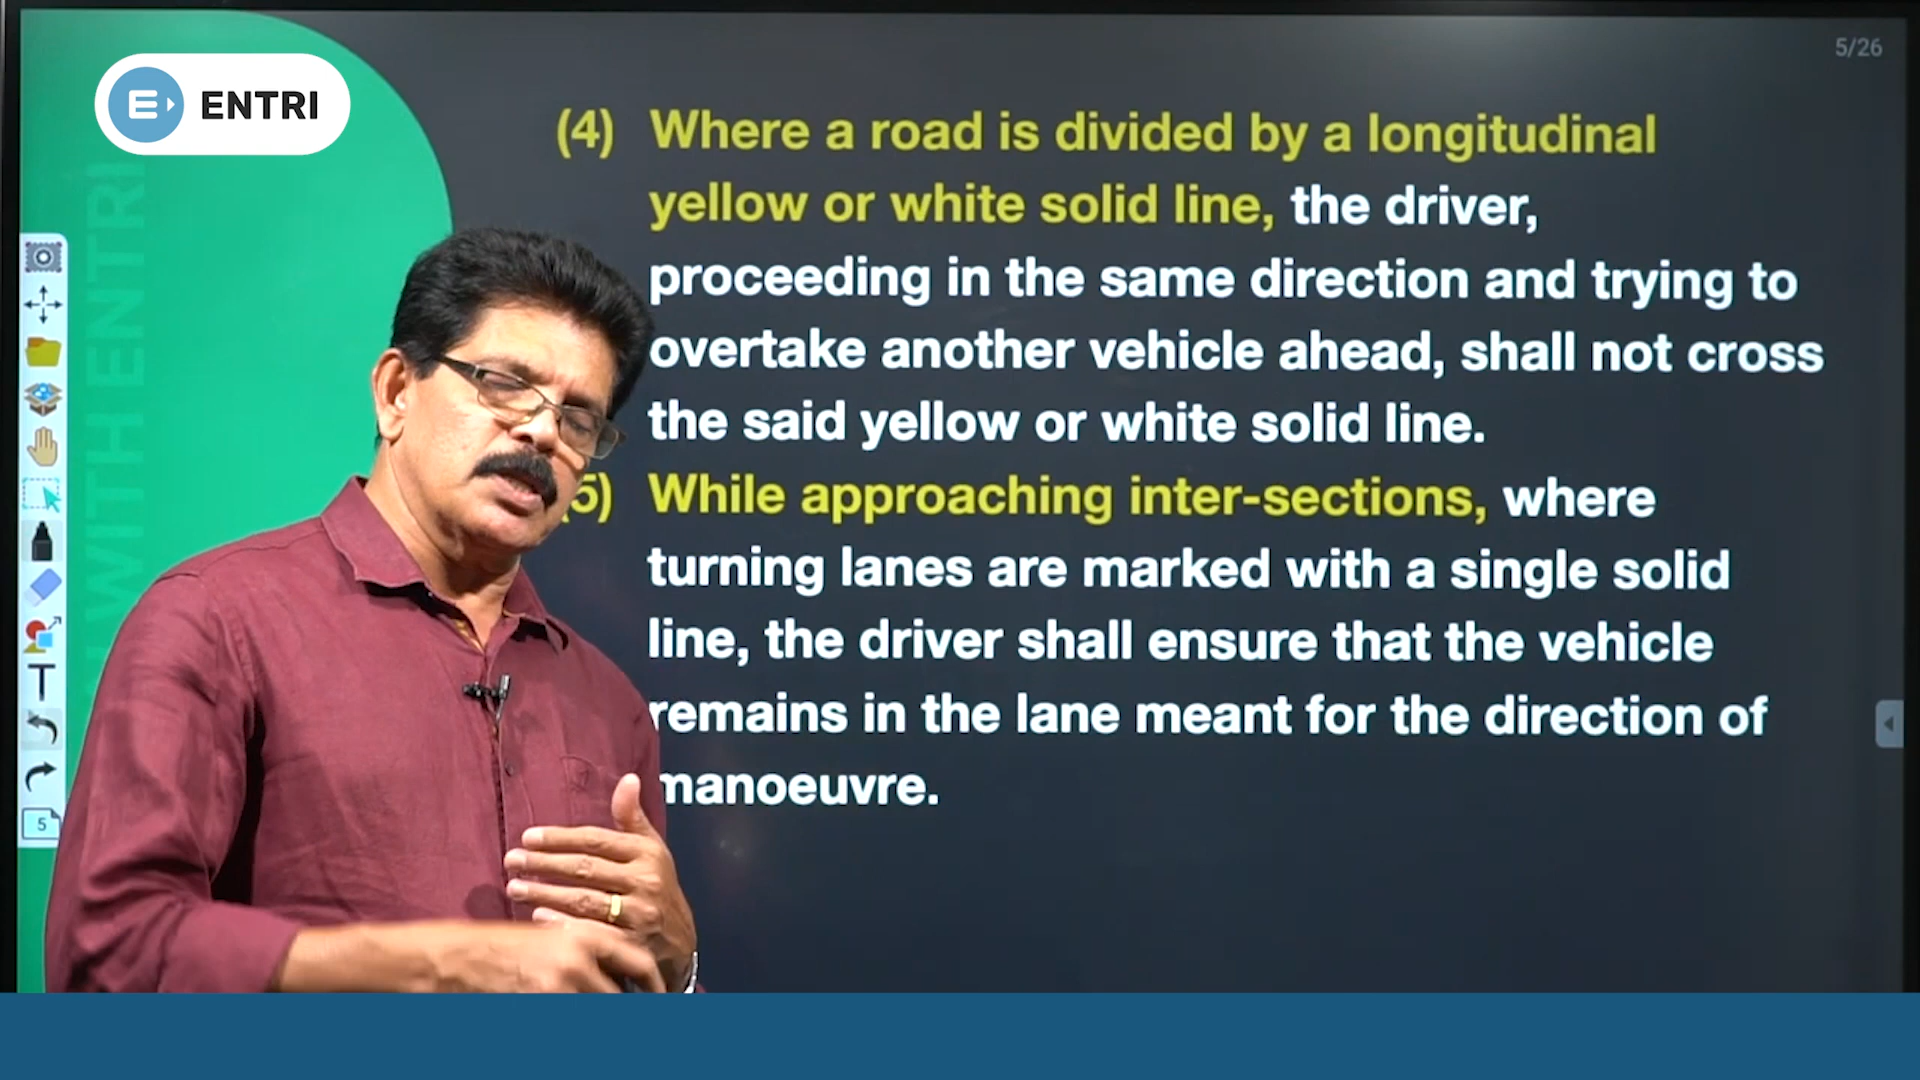 ENTRI
5/26
WITH ENTRI
(4) Where a road is divided by a longitudinal
yellow or white solid line, the driver,
proceeding in the same direction and trying to
overtake another vehicle ahead, shall not cross
the said yellow or white solid line.
5) While approaching inter-sections, where
turning lanes are marked with a single solid
line, the driver shall ensure that the vehicle
remains in the lane meant for the direction of
manoeuvre.
T
5